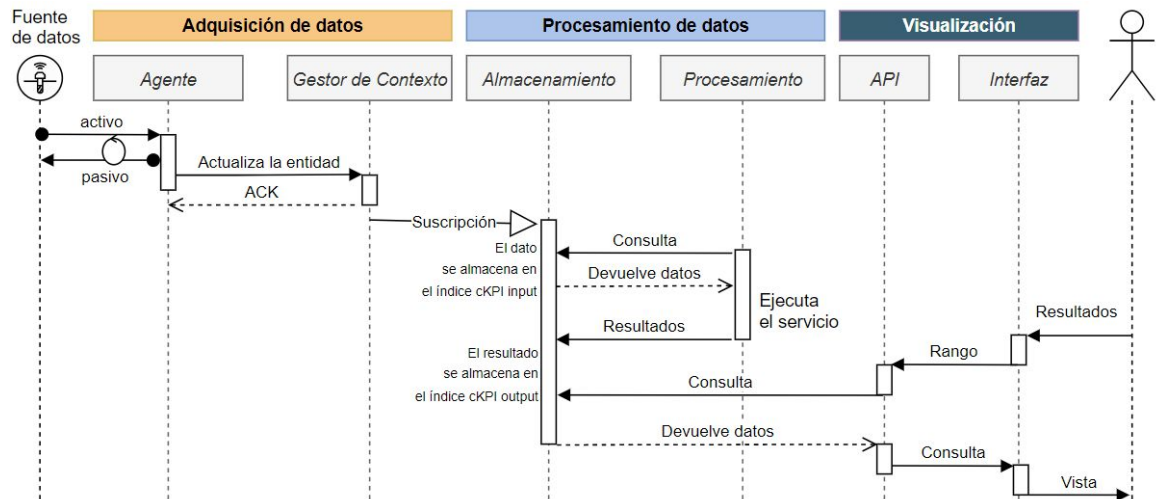 Fuente
de datos
Adquisición de datos
Procesamiento de datos
Visualización
Agente
Gestor de Contexto
Almacenamiento
Procesamiento
API
Interfaz
activo
pasivo
Actualiza la entidad
ACK
Suscripción
El dato
se almacena en
el índice cKPI input
Consulta
Devuelve datos
Ejecuta
el servicio
Resultados
El resultado
se almacena en
el índice cKPI output
Resultados
Rango
Consulta
Devuelve datos
Consulta
Vista